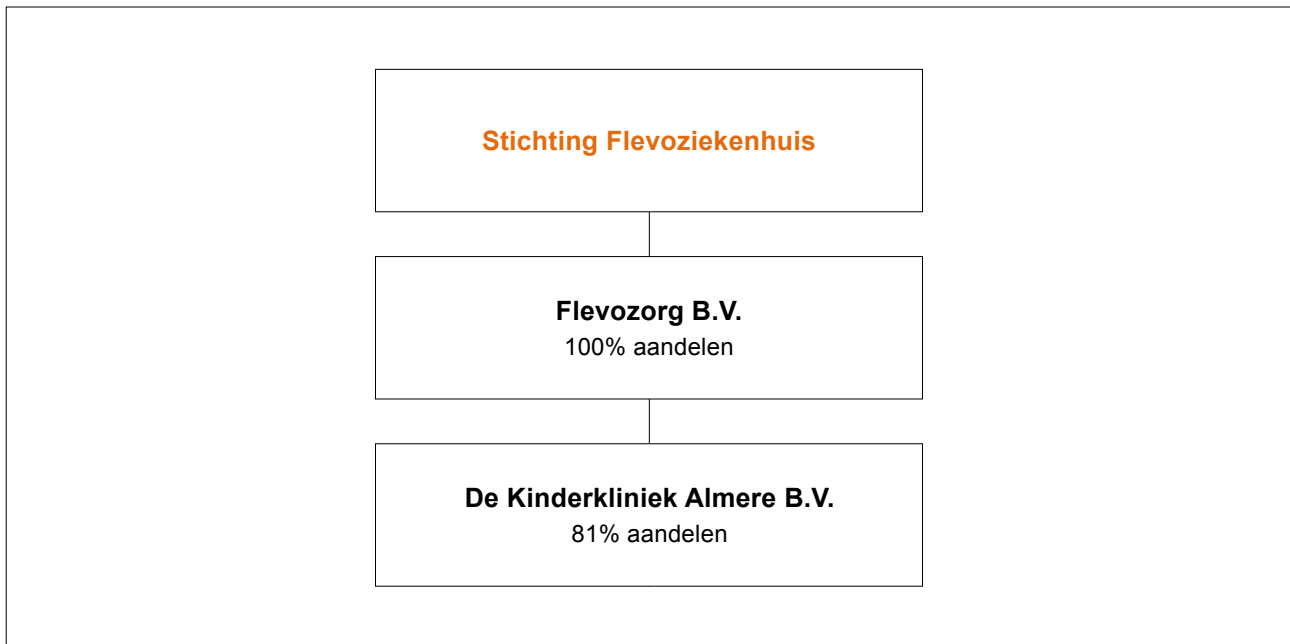 Stichting Flevoziekenhuis
Flevozorg B.V.
100% aandelen
De Kinderkliniek Almere B.V.
81% aandelen